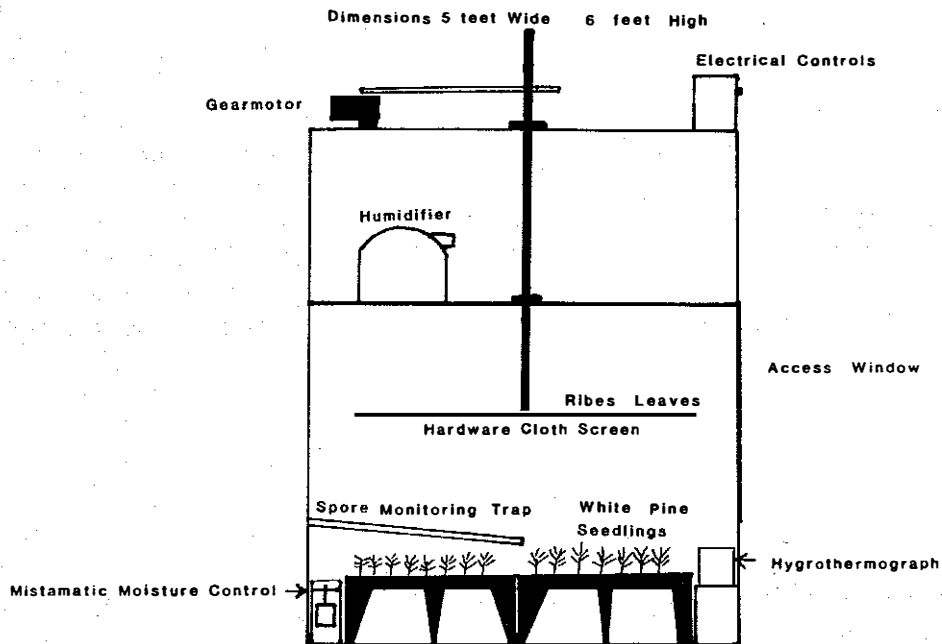 Dimensions 5 teet Wide 6 feet High
Electrical Controls
Gearmotor
Humidifier
Access Window
Ribes Leaves
Hardware Cloth Screen
Spore Monitoring Trap
White Pine
Seedlings
Hygrothermograph
Mistamatic Moisture Control